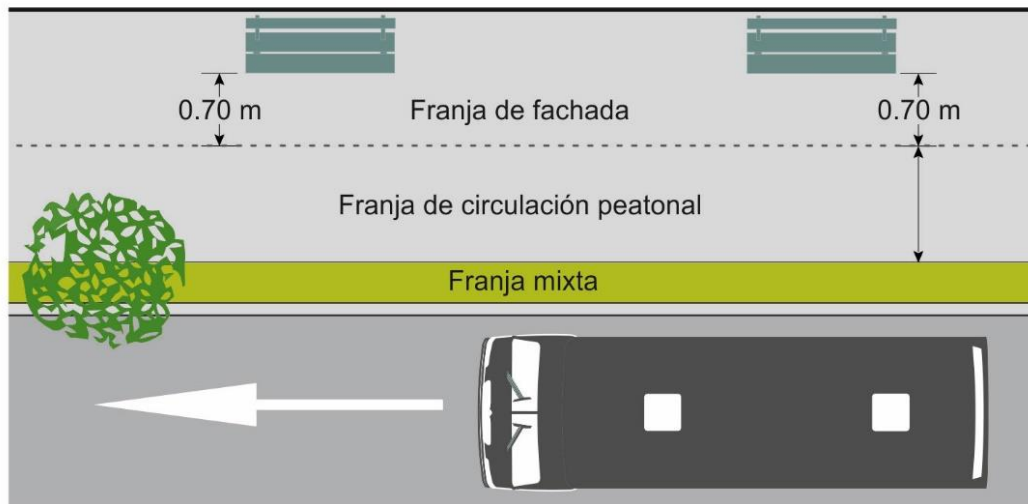 0.70 m
Franja de fachada
0.70 m
Franja de circulación peatonal
Franja mixta